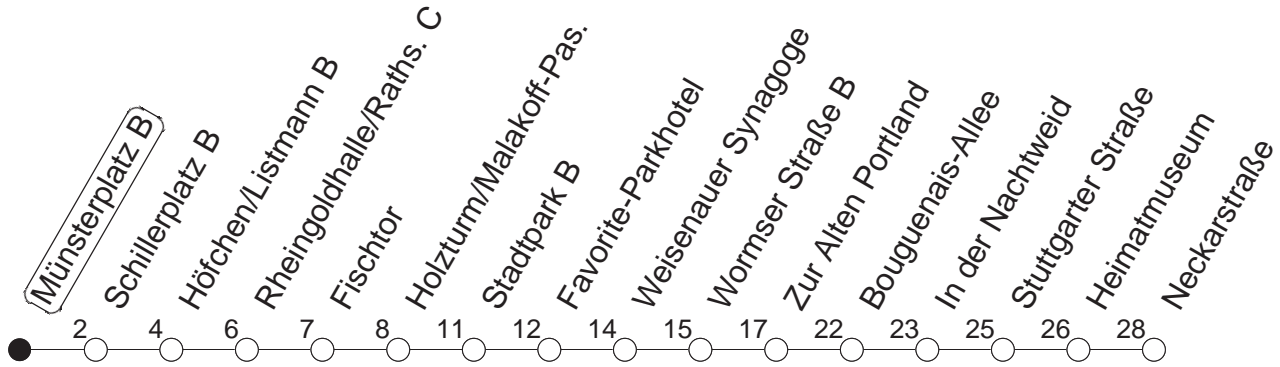 Münsterplatz B
Schillerplatz B
Höfchen/Listmann B
Rheingoldhalle/Raths. C
Fischtor
Holzturm/Malakoff-Pas.
Stadtpark B
Favorite-Parkhotel
Weisenauer Synagoge
Wormser Straße B
Zur Alten Portland
Bouguenais-Allee
In der Nachtweid
Stuttgarter Straße
Heimatmuseum
Neckarstraße
2 4 6 7 8 11 12 14 15 17 22 23 25 26 28